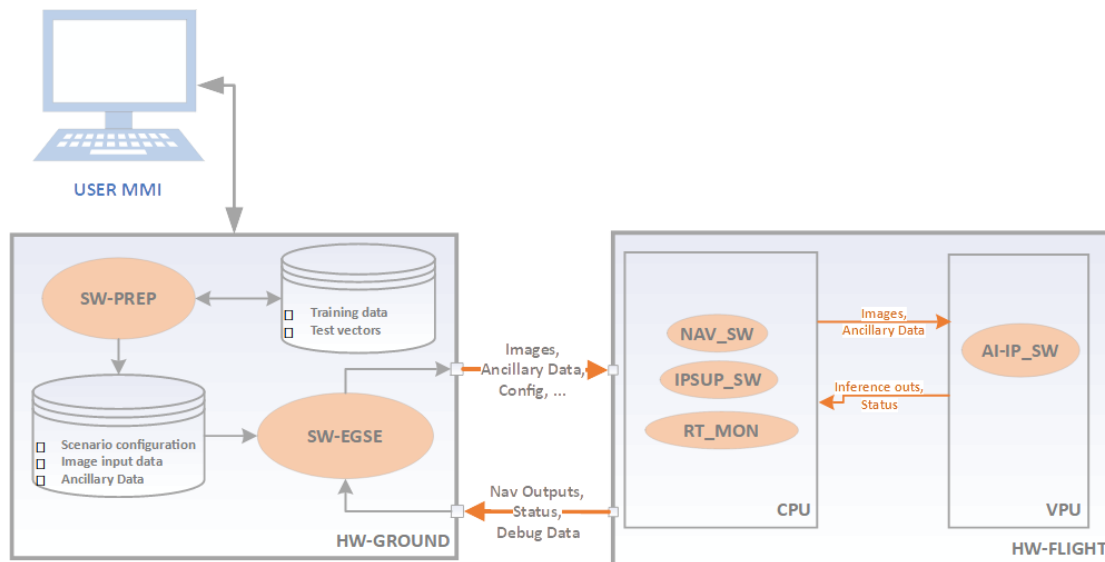 USER MMI
SW-PREP
Training data
Test vectors
Scenario configuration
Image input data
Ancillary Data
SW-EGSE
HW-GROUND
Images,
Ancillary Data,
Config, ...
Nav Outputs,
Status,
Debug Data
NAV_SW
IPSUP_SW
RT_MON
CPU
Images,
Ancillary Data
Inference outs,
Status
AI-IP_SW
VPU
HW-FLIGHT